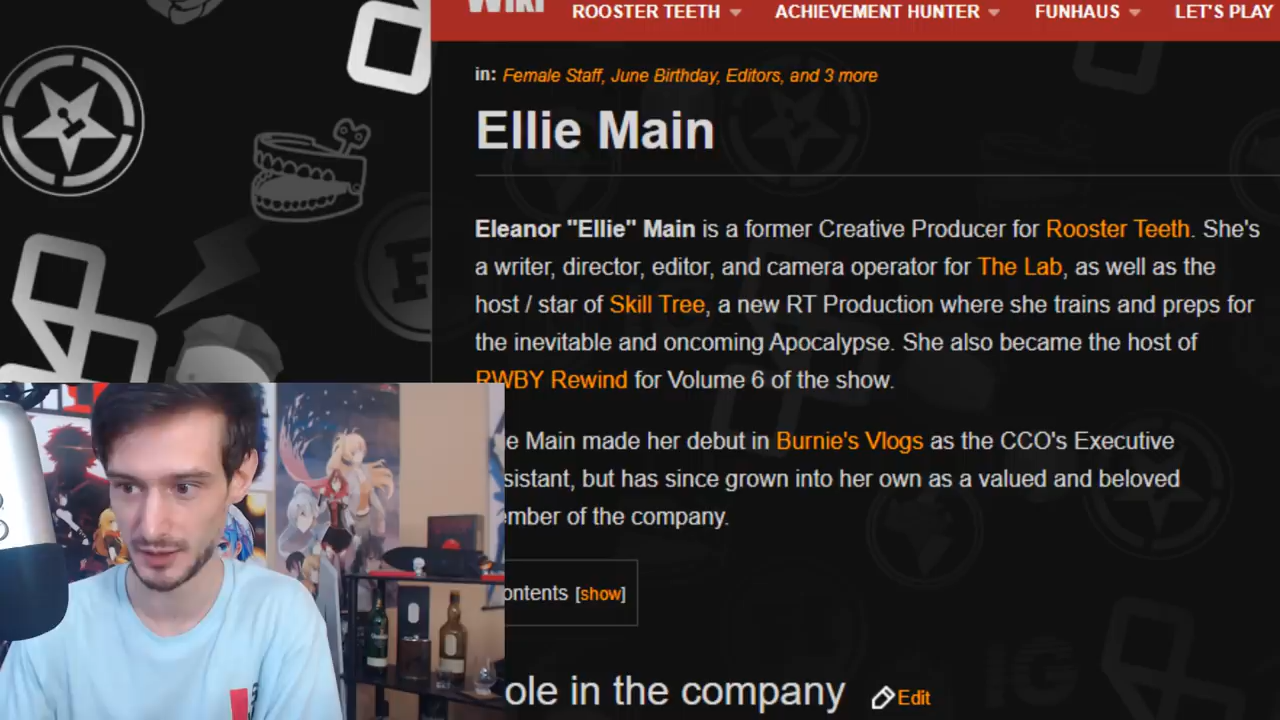 Wiki
ROOSTER TEETH ACHIEVEMENT HUNTER FUNHAUS LET'S PLAY
in: Female Staff, June Birthday, Editors, and 3 more
Ellie Main
Eleanor "Ellie" Main is a former Creative Producer for Rooster Teeth. She's
a writer, director, editor, and camera operator for The Lab, as well as the
host / star of Skill Tree, a new RT Production where she trains and preps for
the inevitable and oncoming Apocalypse. She also became the host of
RWBY Rewind for Volume 6 of the show.
e Main made her debut in Burnie's Vlogs as the CCO's Executive
sistant, but has since grown into her own as a valued and beloved
ember of the company.
ontents [show]
ole in the company Edit